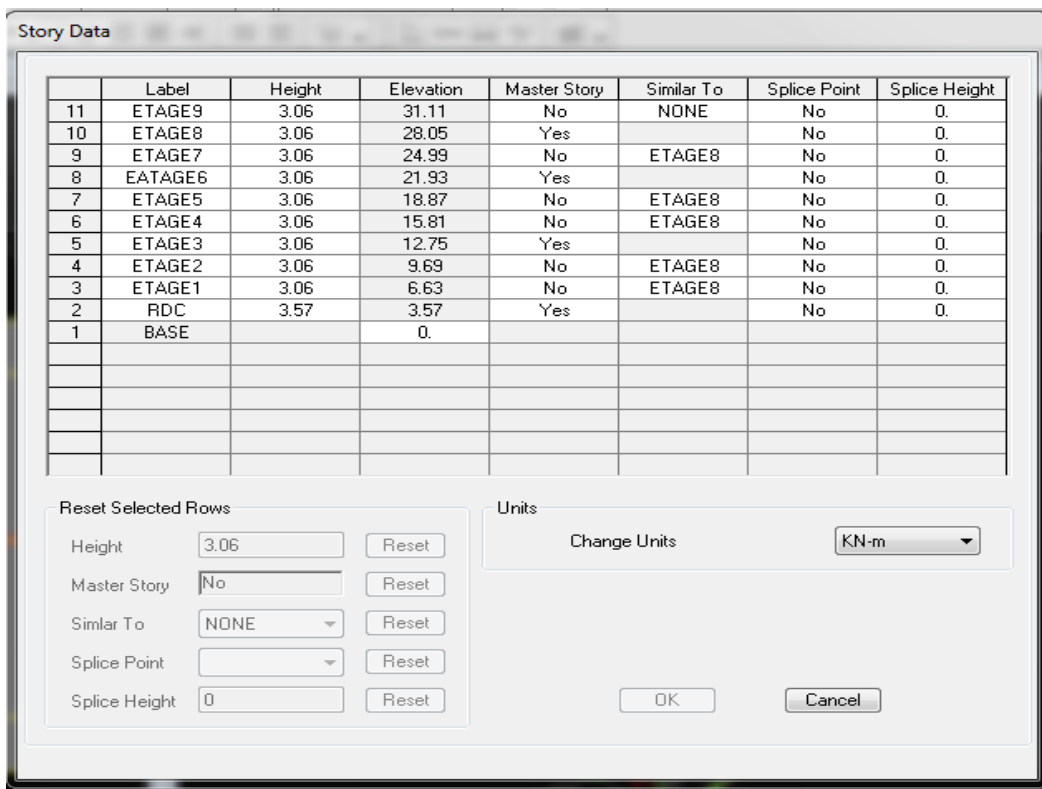 Story Data
Label Height Elevation Master Story Similar To Splice Point Splice Height
11 ETAGE9 3.06 31.11 No NONE No 0.
10 ETAGE8 3.06 28.05 Yes No 0.
9 ETAGE7 3.06 24.99 No ETAGE8 No 0.
8 EATAGE6 3.06 21.93 Yes No 0.
7 ETAGE5 3.06 18.87 No ETAGE8 No 0.
6 ETAGE4 3.06 15.81 No ETAGE8 No 0.
5 ETAGE3 3.06 12.75 Yes No 0.
4 ETAGE2 3.06 9.69 No ETAGE8 No 0.
3 ETAGE1 3.06 6.63 No ETAGE8 No 0.
2 RDC 3.57 3.57 Yes No 0.
1 BASE 0.
Reset Selected Rows
Height 3.06 Reset
Master Story No Reset
Simlar To NONE Reset
Splice Point Reset
Splice Height 0 Reset
Units
Change Units KN-m
OK Cancel